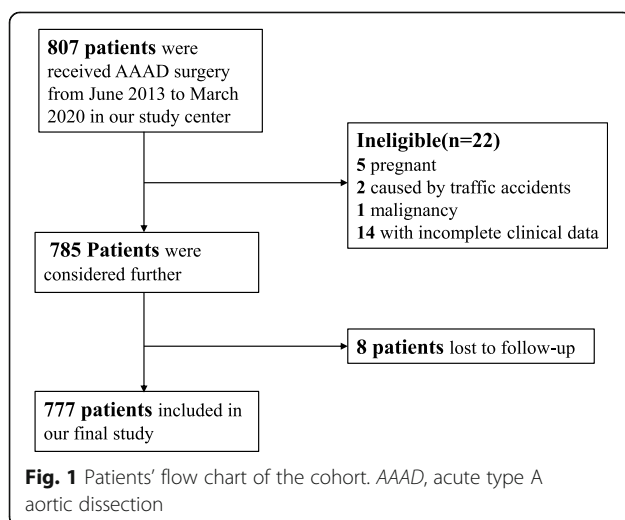 807 patients were
received AAAD surgery
from June 2013 to March
2020 in our study center
Ineligible(n=22)
5 pregnant
2 caused by traffic accidents
1 malignancy
14 with incomplete clinical data
785 Patients were
considered further
8 patients lost to follow-up
777 patients included in
our final study
Fig. 1 Patients' flow chart of the cohort. AAAD, acute type A
aortic dissection